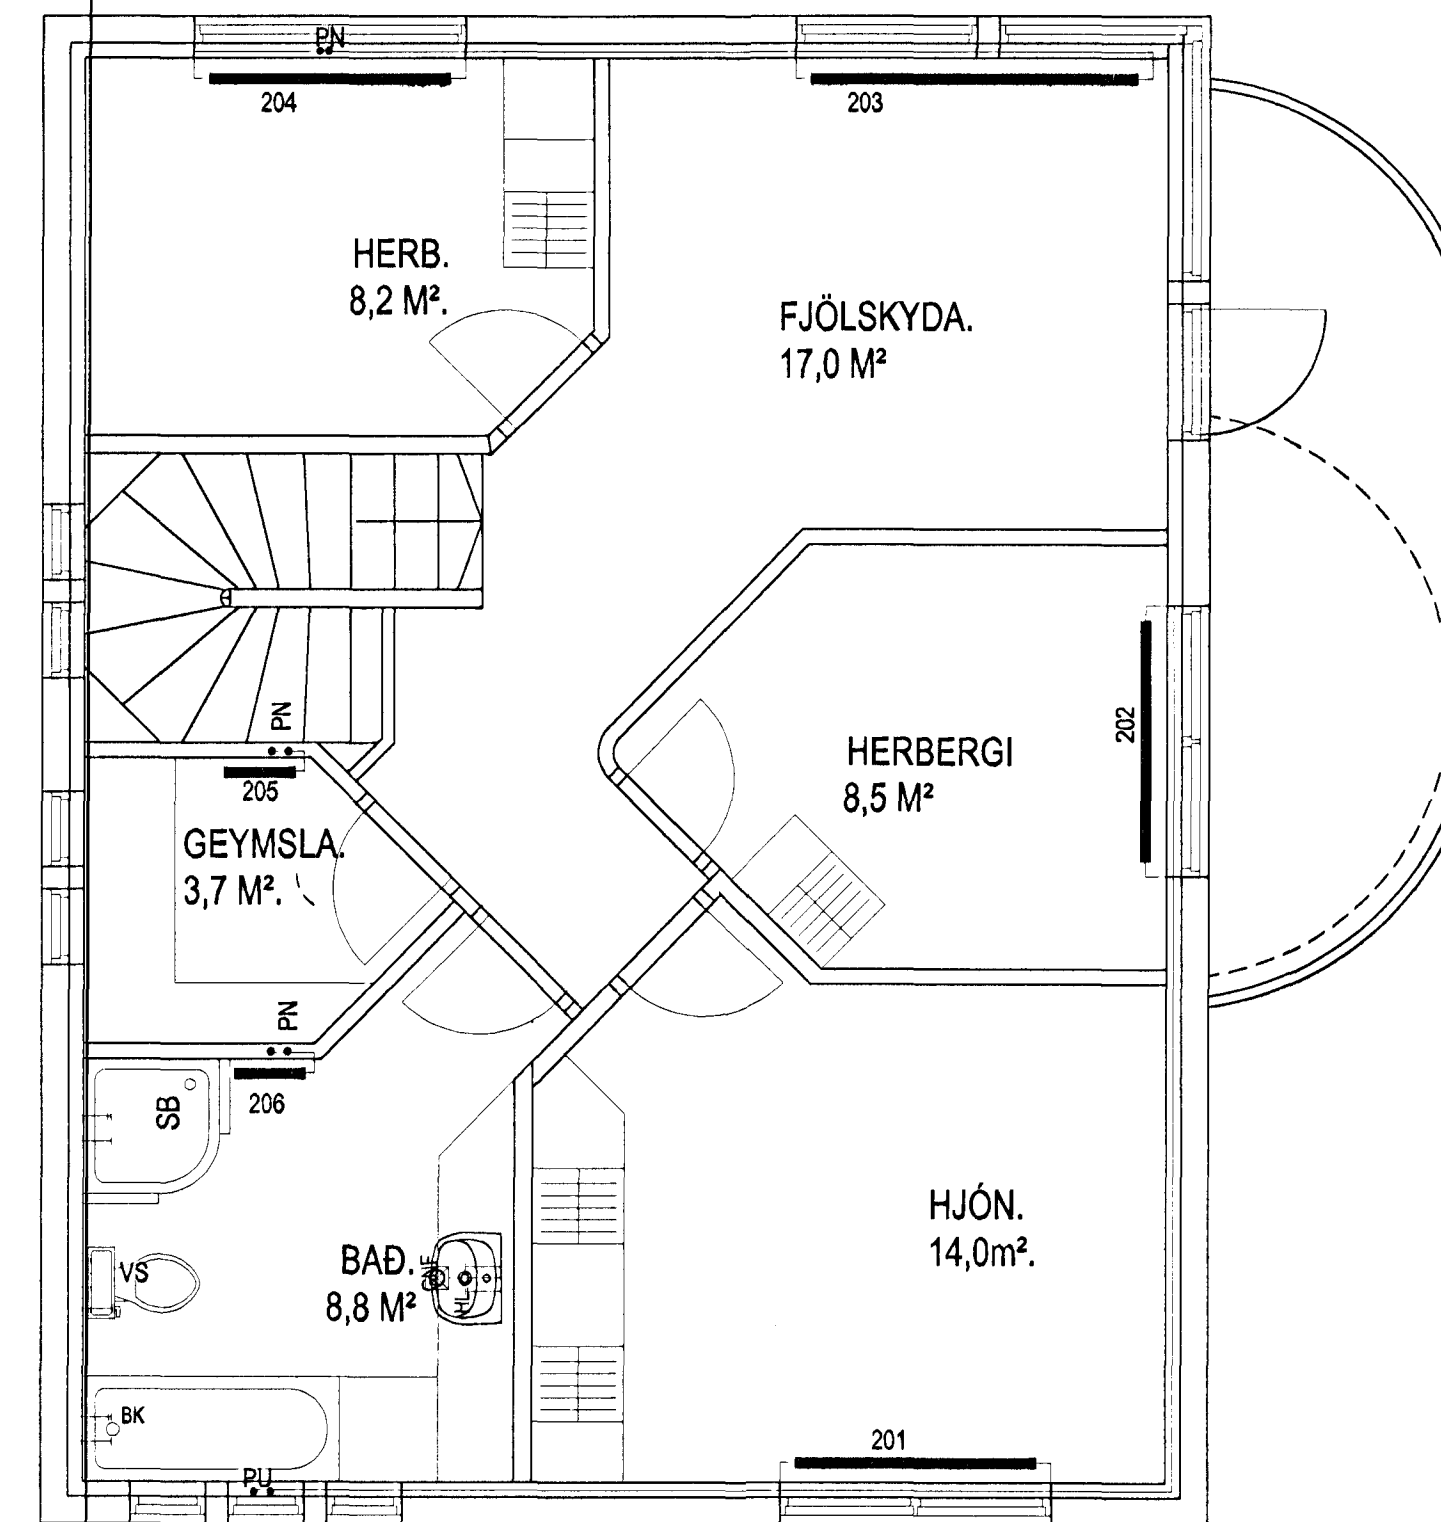 PN
204
203
HERB.
8,2 M².
FJÖLSKYDA.
17,0 M²
PN
205
202
HERBERGI
8,5 M²
GEYMSLA.
3,7 M².
PN
206
SB
HJÓN.
14,0m².
BAÐ.
8,8 M²
VS
HL
BK
201
PU